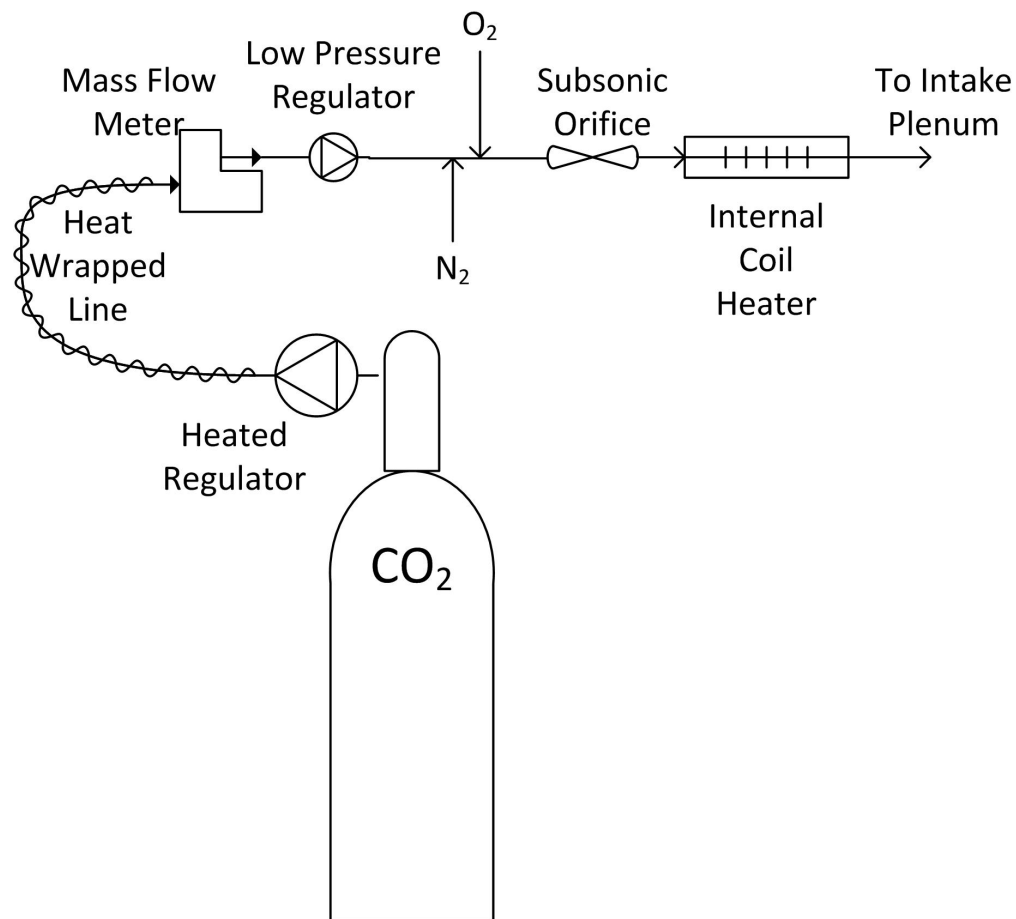 O₂
Low Pressure
Regulator
Mass Flow
Meter
Subsonic
Orifice
To Intake
Plenum
Heat
Wrapped
Line
N₂
Internal
Coil
Heater
Heated
Regulator
CO₂